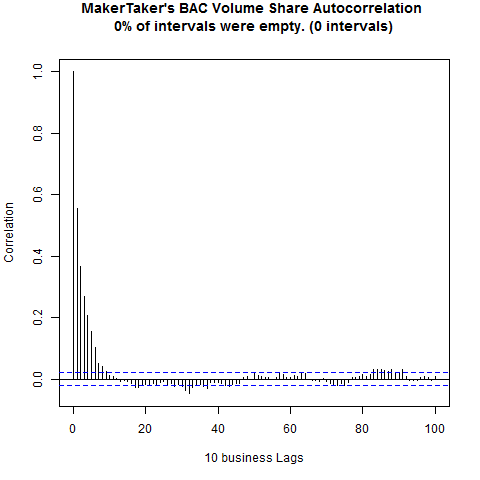 MakerTaker's BAC Volume Share Autocorrelation
0% of intervals were empty. (0 intervals)
Correlation
1.0
0.8
0.6
0.4
0.2
0.0
0 20 40 60 80 100
10 business Lags